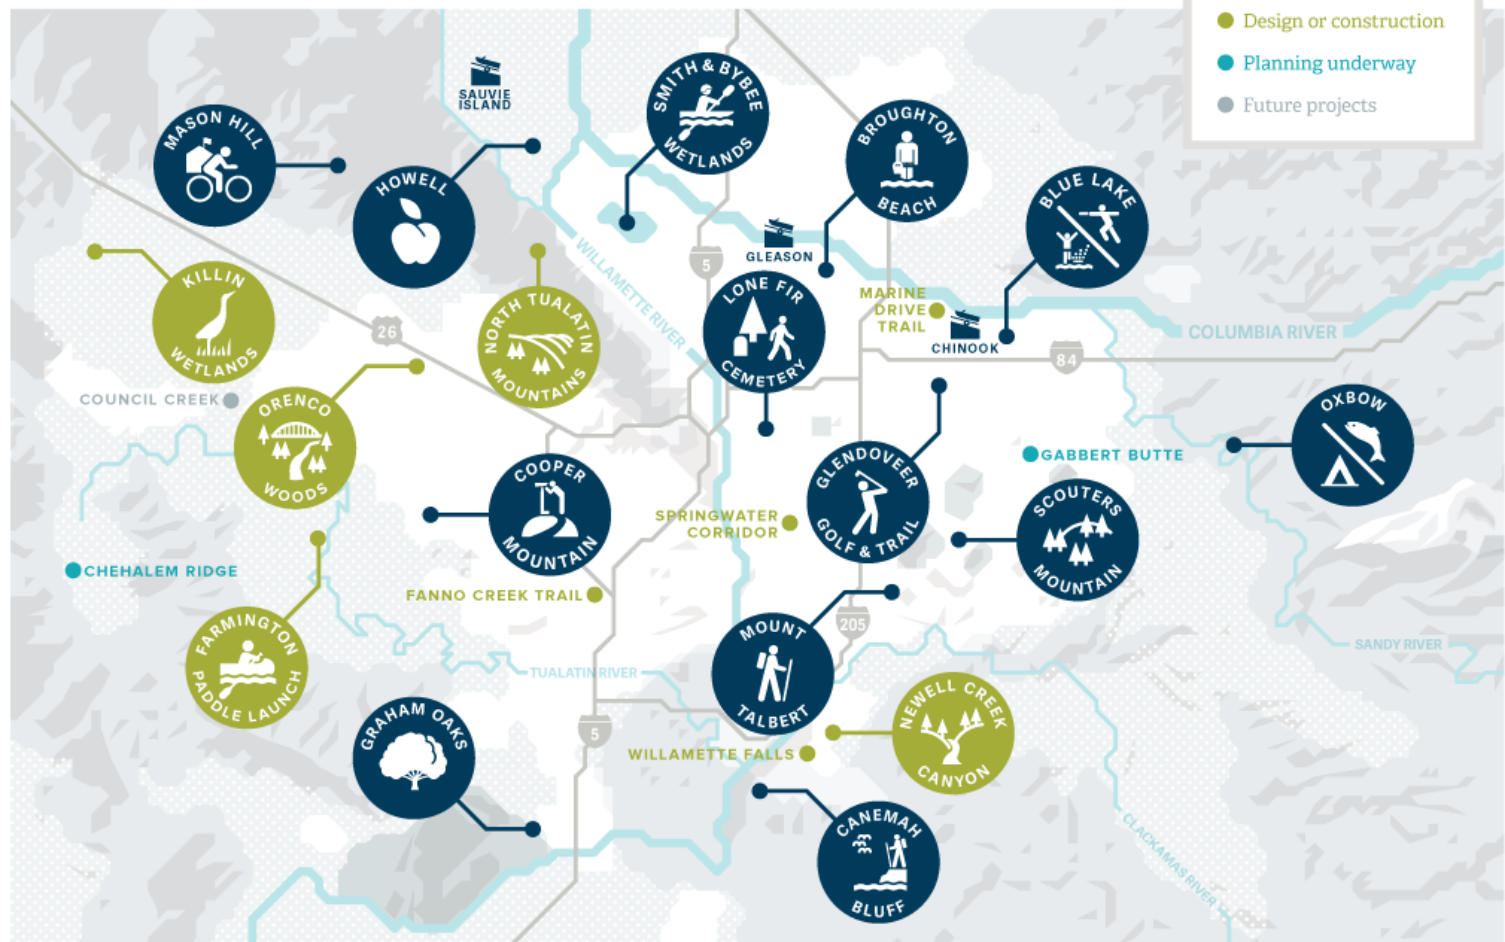 Design or construction
Planning underway
Future projects
SAUVIE
ISLAND
SMITH & BYBEE
WETLANDS
MASON HILL
HOWELL
BROUGHTON
BEACH
BLUE LAKE
KILLIN
WETLANDS
NORTH TUALATIN
MOUNTAINS
WILLAMETTE RIVER
5
GLEASON
LONE FIR
CEMETERY
MARINE
DRIVE
TRAIL
CHINOOK
COLUMBIA RIVER
26
84
COUNCIL CREEK
ORENCO
WOODS
COOPER
MOUNTAIN
GLENDOVEER
GOLF & TRAIL
GABBERT BUTTE
OXBOW
SPRINGWATER
CORRIDOR
SCOUTERS
MOUNTAIN
CHEHALEM RIDGE
FANNO CREEK TRAIL
FARMINGTON
PADDLE LAUNCH
TUALATIN RIVER
MOUNT
TALBERT
205
SANDY RIVER
GRAHAM OAKS
5
WILLAMETTE FALLS
NEWELL CREEK
CANYON
CANEMAH
BLUFF
CLACKAMAS RIVER